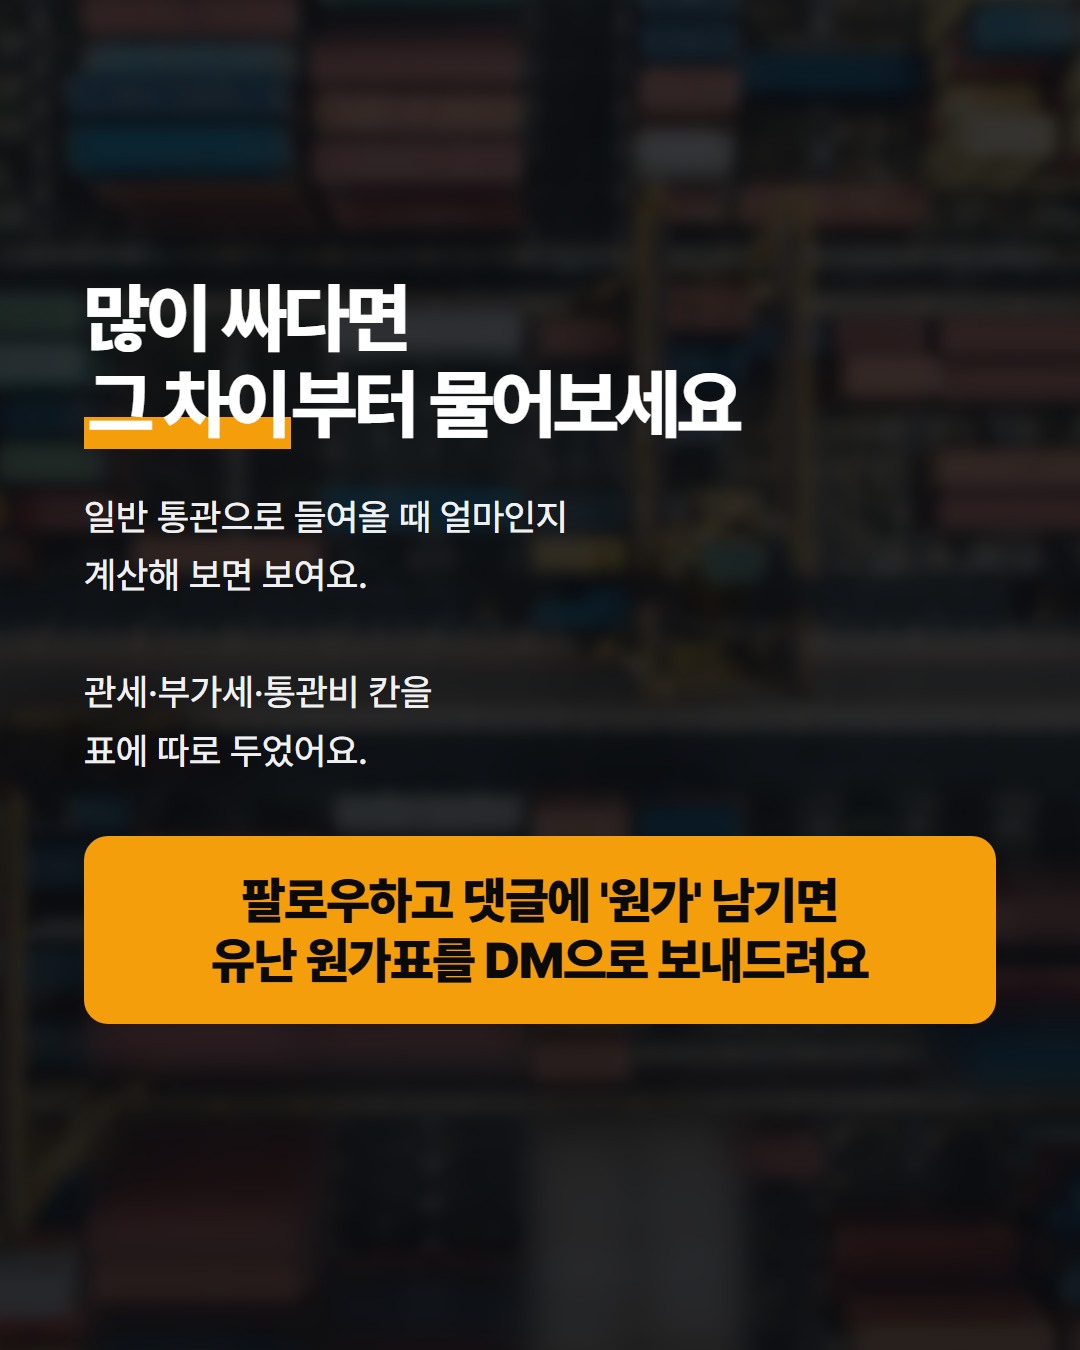 많이 싸다면
그 차이부터 물어보세요
일반 통관으로 들여올 때 얼마인지
계산해 보면 보여요.
관세·부가세·통관비 칸을
표에 따로 두었어요.
팔로우하고 댓글에 '원가' 남기면
유난 원가표를 DM으로 보내드려요